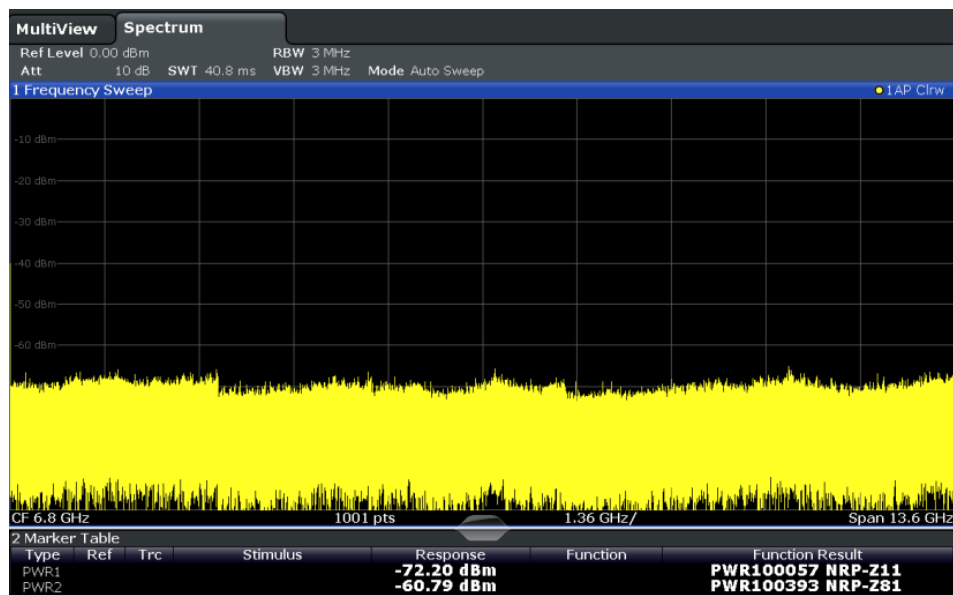 MultiView Spectrum
Ref Level 0.00 dBm RBW 3 MHz
Att 10 dB SWT 40.8 ms VBW 3 MHz Mode Auto Sweep
1 Frequency Sweep 1AP Clrw
-10 dBm
-20 dBm
-30 dBm
-40 dBm
-50 dBm
-60 dBm
CF 6.8 GHz 1001 pts 1.36 GHz/ Span 13.6 GHz
2 Marker Table
Type Ref Trc Stimulus Response Function Function Result
PWR1 -72.20 dBm PWR100057 NRP-Z11
PWR2 -60.79 dBm PWR100393 NRP-Z81